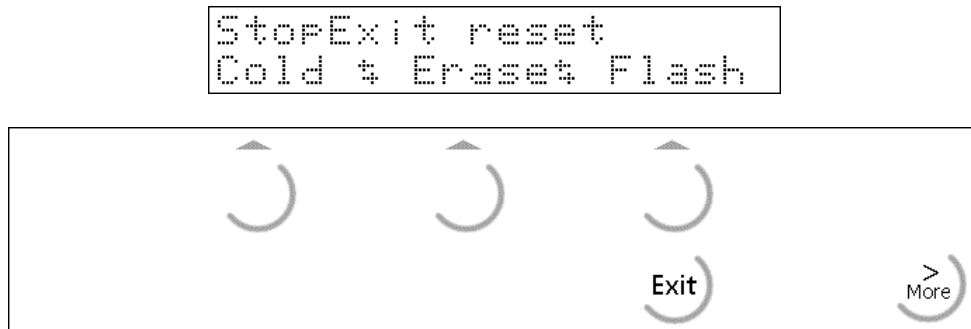 StopExit reset
Cold ⇆ Erase⇆ Flash
Exit
>
More